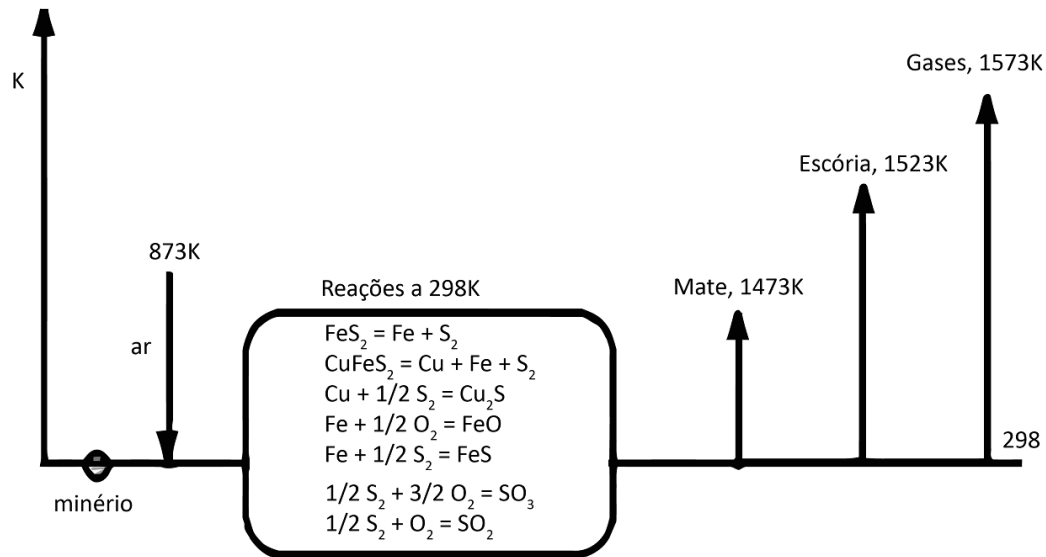 K
Gases, 1573K
Escória, 1523K
873K
Reações a 298K
Mate, 1473K
FeS₂ = Fe + S₂
ar
CuFeS₂ = Cu + Fe + S₂
Cu + 1/2 S₂ = Cu₂S
Fe + 1/2 O₂ = FeO
Fe + 1/2 S₂ = FeS
298
minério
1/2 S₂ + 3/2 O₂ = SO₃
1/2 S₂ + O₂ = SO₂